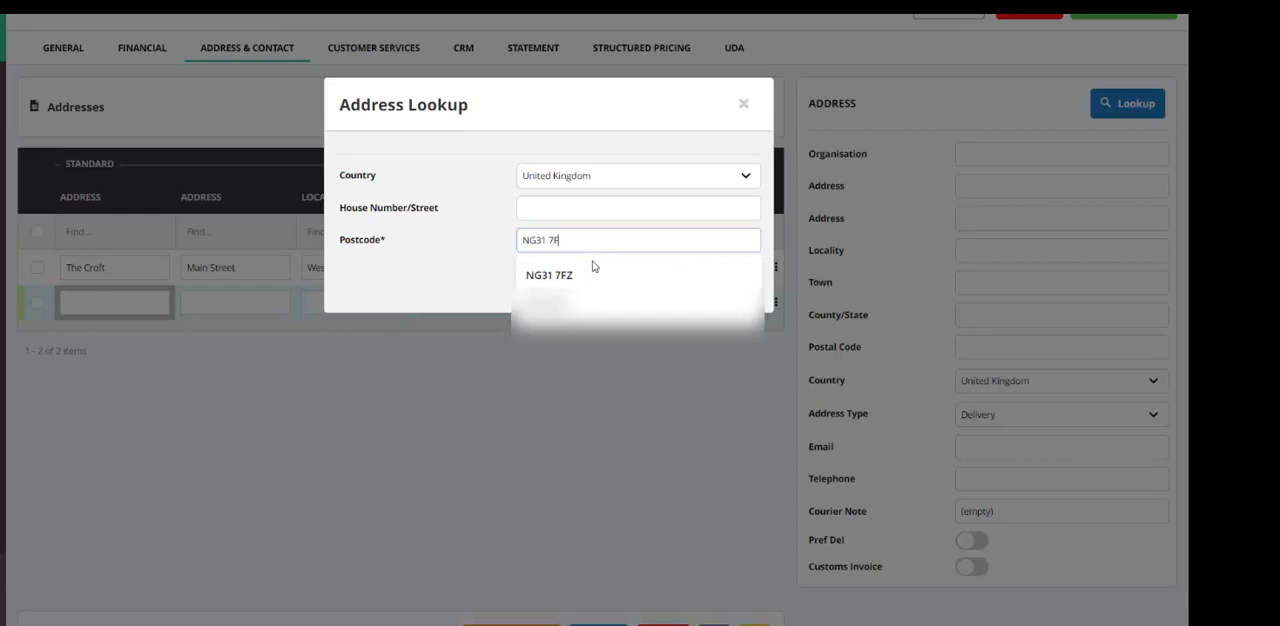 GENERAL FINANCIAL ADDRESS & CONTACT CUSTOMER SERVICES CRM STATEMENT STRUCTURED PRICING UDA
Addresses
STANDARD
ADDRESS ADDRESS
Find... Find...
The Croft Main Street
1 - 2 of 2 items
Address Lookup
Country United Kingdom
House Number/Street
Postcode* NG31 7F
NG31 7FZ
ADDRESS Lookup
Organisation
Address
Address
Locality
Town
County/State
Postal Code
Country United Kingdom
Address Type Delivery
Email
Telephone
Courier Note (empty)
Pref Del
Customs Invoice